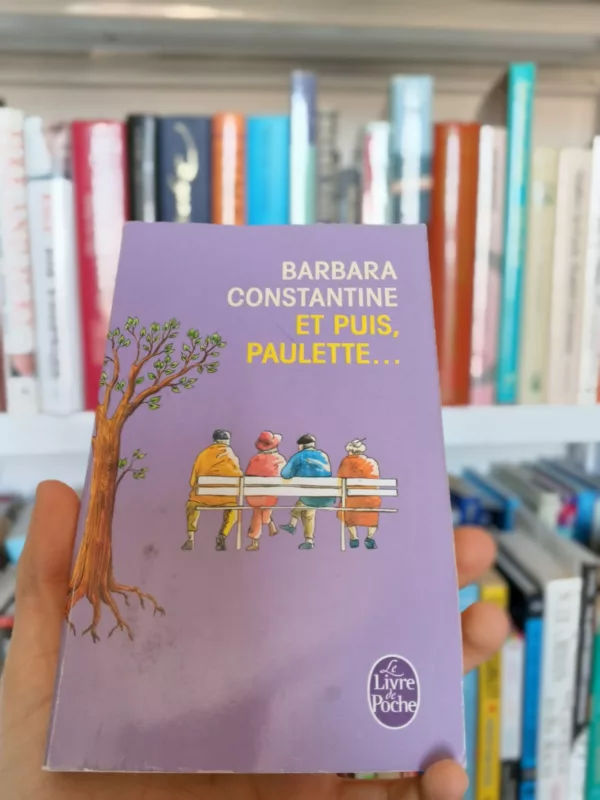 BARBARA
CONSTANTINE
ET PUIS,
PAULETTE...
Le
Livre
de
Poche